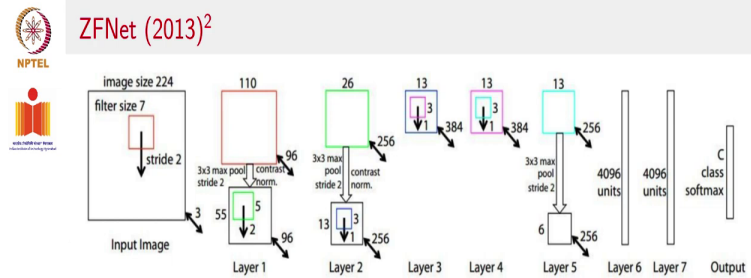 ZFNet (2013)2
NPTEL
image size 224
filter size 7
stride 2
3
Input Image
110
96
3x3 max pool
stride 2
contrast
norm.
55
5
2
96
Layer 1
26
256
3x3 max
pool
stride 2
contrast
norm.
13
3
1
256
Layer 2
13
3
1
384
Layer 3
13
3
1
384
Layer 4
13
256
3x3 max
pool
stride 2
6
256
Layer 5
4096
units
Layer 6
4096
units
Layer 7
C
class
softmax
Output